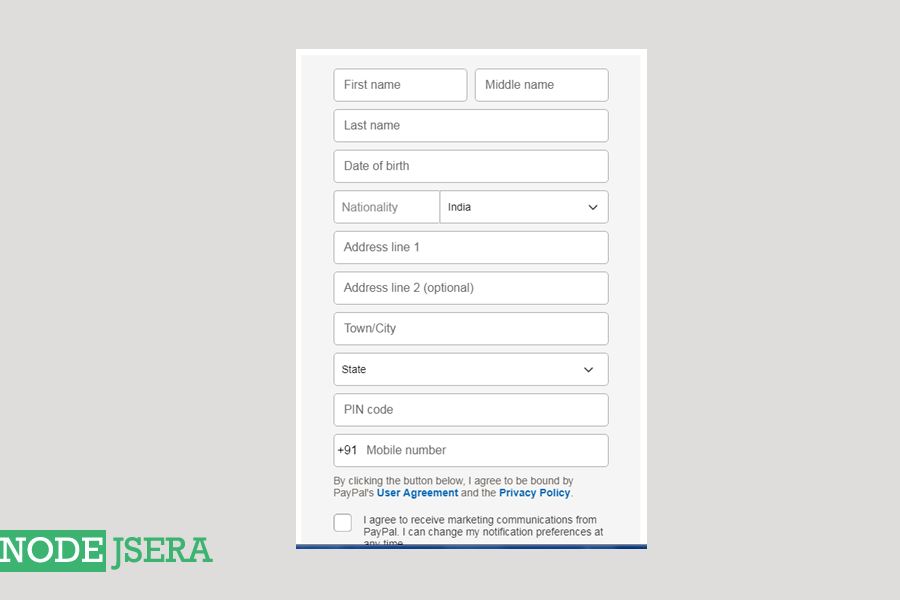 First name Middle name
Last name
Date of birth
Nationality India
Address line 1
Address line 2 (optional)
Town/City
State
PIN code
+91 Mobile number
By clicking the button below, I agree to be bound by
PayPal's User Agreement and the Privacy Policy.
I agree to receive marketing communications from
PayPal. I can change my notification preferences at
any time
NODE JSERA